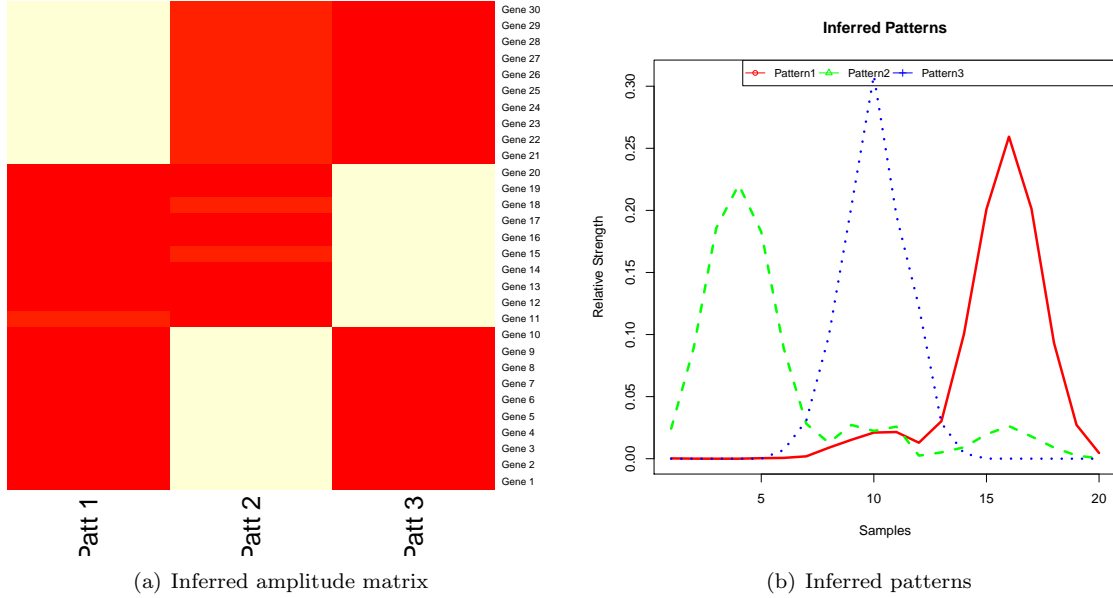 Gene 30
Gene 29
Gene 28
Gene 27
Gene 26
Gene 25
Gene 24
Gene 23
Gene 22
Gene 21
Gene 20
Gene 19
Gene 18
Gene 17
Gene 16
Gene 15
Gene 14
Gene 13
Gene 12
Gene 11
Gene 10
Gene 9
Gene 8
Gene 7
Gene 6
Gene 5
Gene 4
Gene 3
Gene 2
Gene 1
Patt 1
Patt 2
Patt 3
(a) Inferred amplitude matrix
Inferred Patterns
Pattern1 Pattern2 Pattern3
Relative Strength
0.30
0.25
0.20
0.15
0.10
0.05
0.00
5 10 15 20
Samples
(b) Inferred patterns